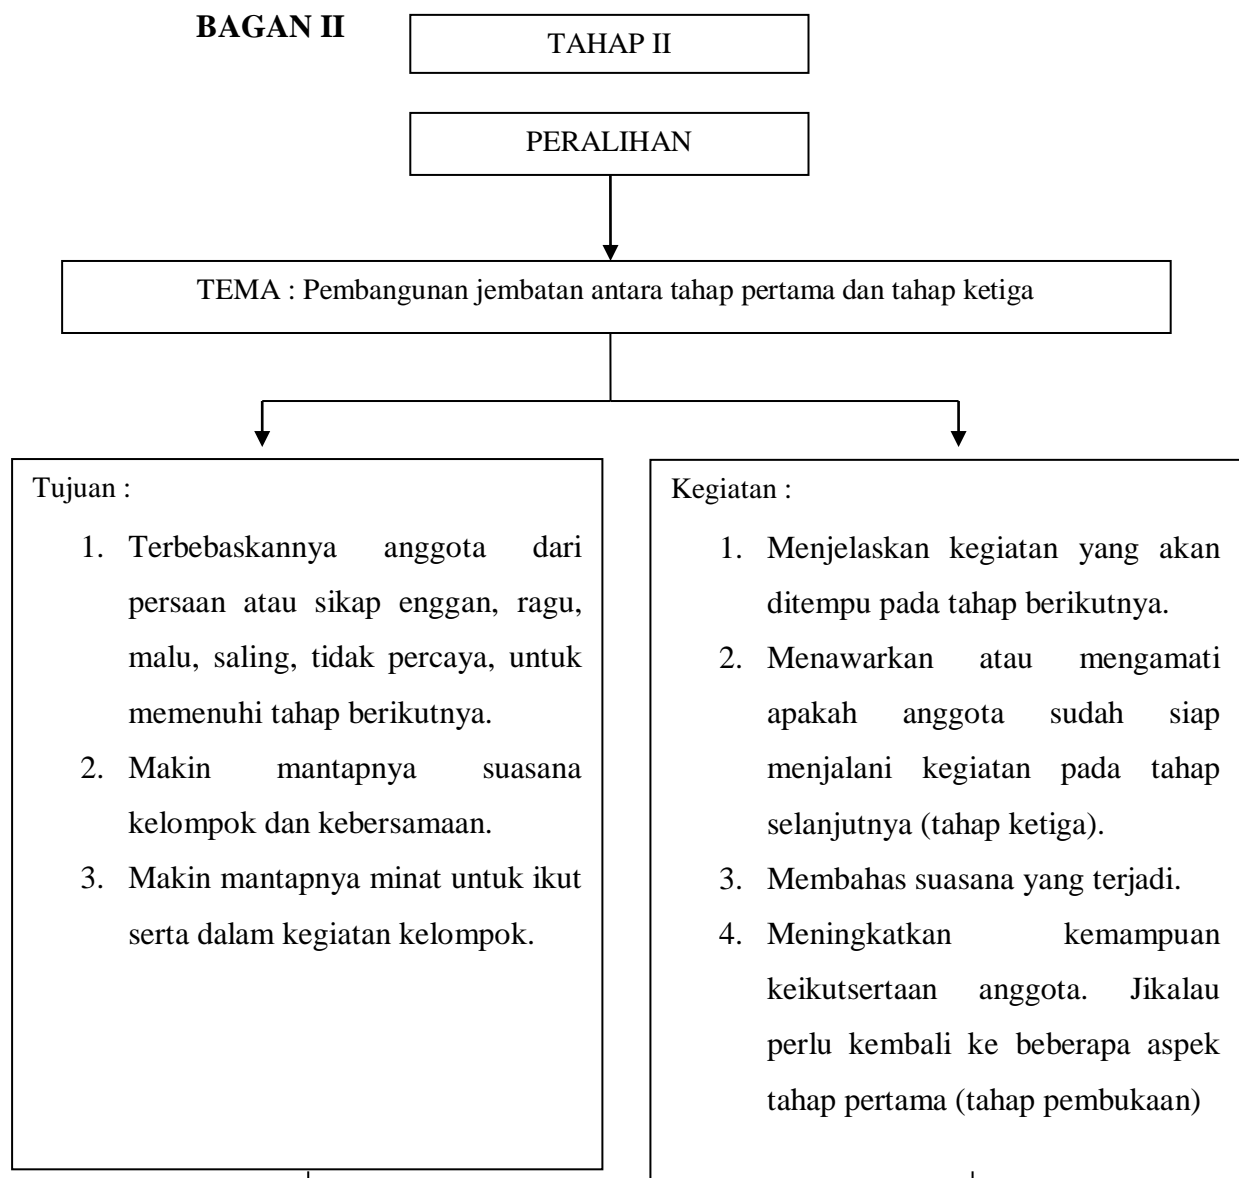 BAGAN II
TAHAP II
PERALIHAN
TEMA : Pembangunan jembatan antara tahap pertama dan tahap ketiga
Tujuan :
1. Terbebaskannya anggota dari
persaan atau sikap enggan, ragu,
malu, saling, tidak percaya, untuk
memenuhi tahap berikutnya.
2. Makin mantapnya suasana
kelompok dan kebersamaan.
3. Makin mantapnya minat untuk ikut
serta dalam kegiatan kelompok.
Kegiatan :
1. Menjelaskan kegiatan yang akan
ditempu pada tahap berikutnya.
2. Menawarkan atau mengamati
apakah anggota sudah siap
menjalani kegiatan pada tahap
selanjutnya (tahap ketiga).
3. Membahas suasana yang terjadi.
4. Meningkatkan kemampuan
keikutsertaan anggota. Jikalau
perlu kembali ke beberapa aspek
tahap pertama (tahap pembukaan)